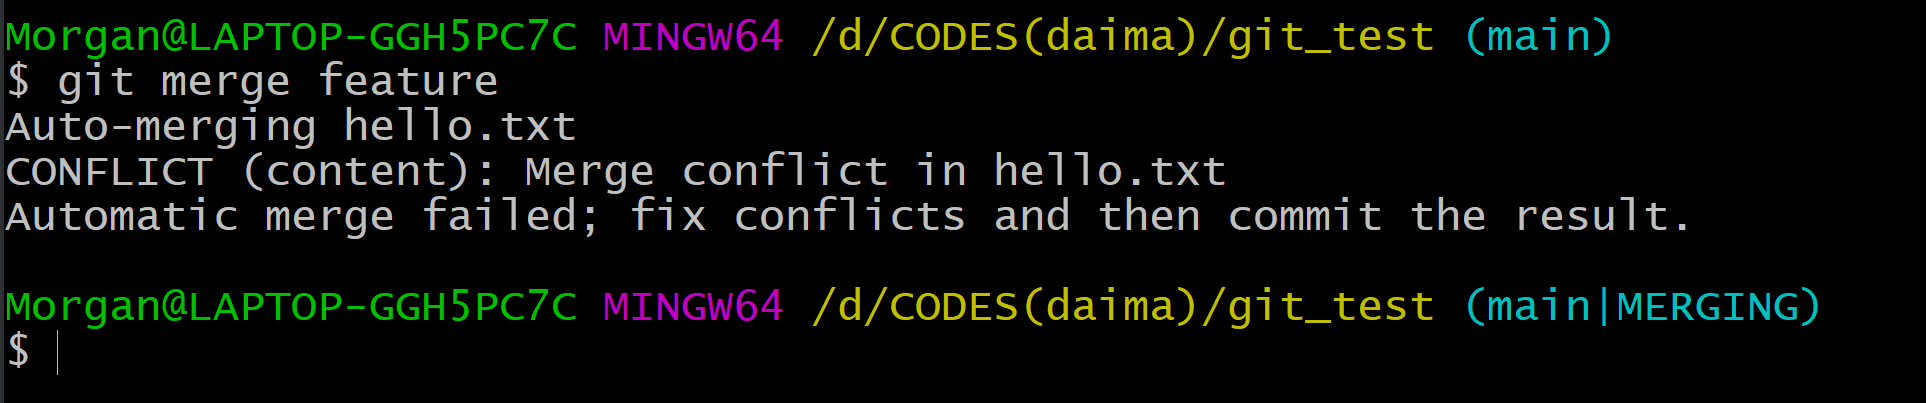 Morgan@LAPTOP-GGH5PC7C MINGW64 /d/CODES(daima)/git_test (main)
$ git merge feature
Auto-merging hello.txt
CONFLICT (content): Merge conflict in hello.txt
Automatic merge failed; fix conflicts and then commit the result.
Morgan@LAPTOP-GGH5PC7C MINGW64 /d/CODES(daima)/git_test (main|MERGING)
$